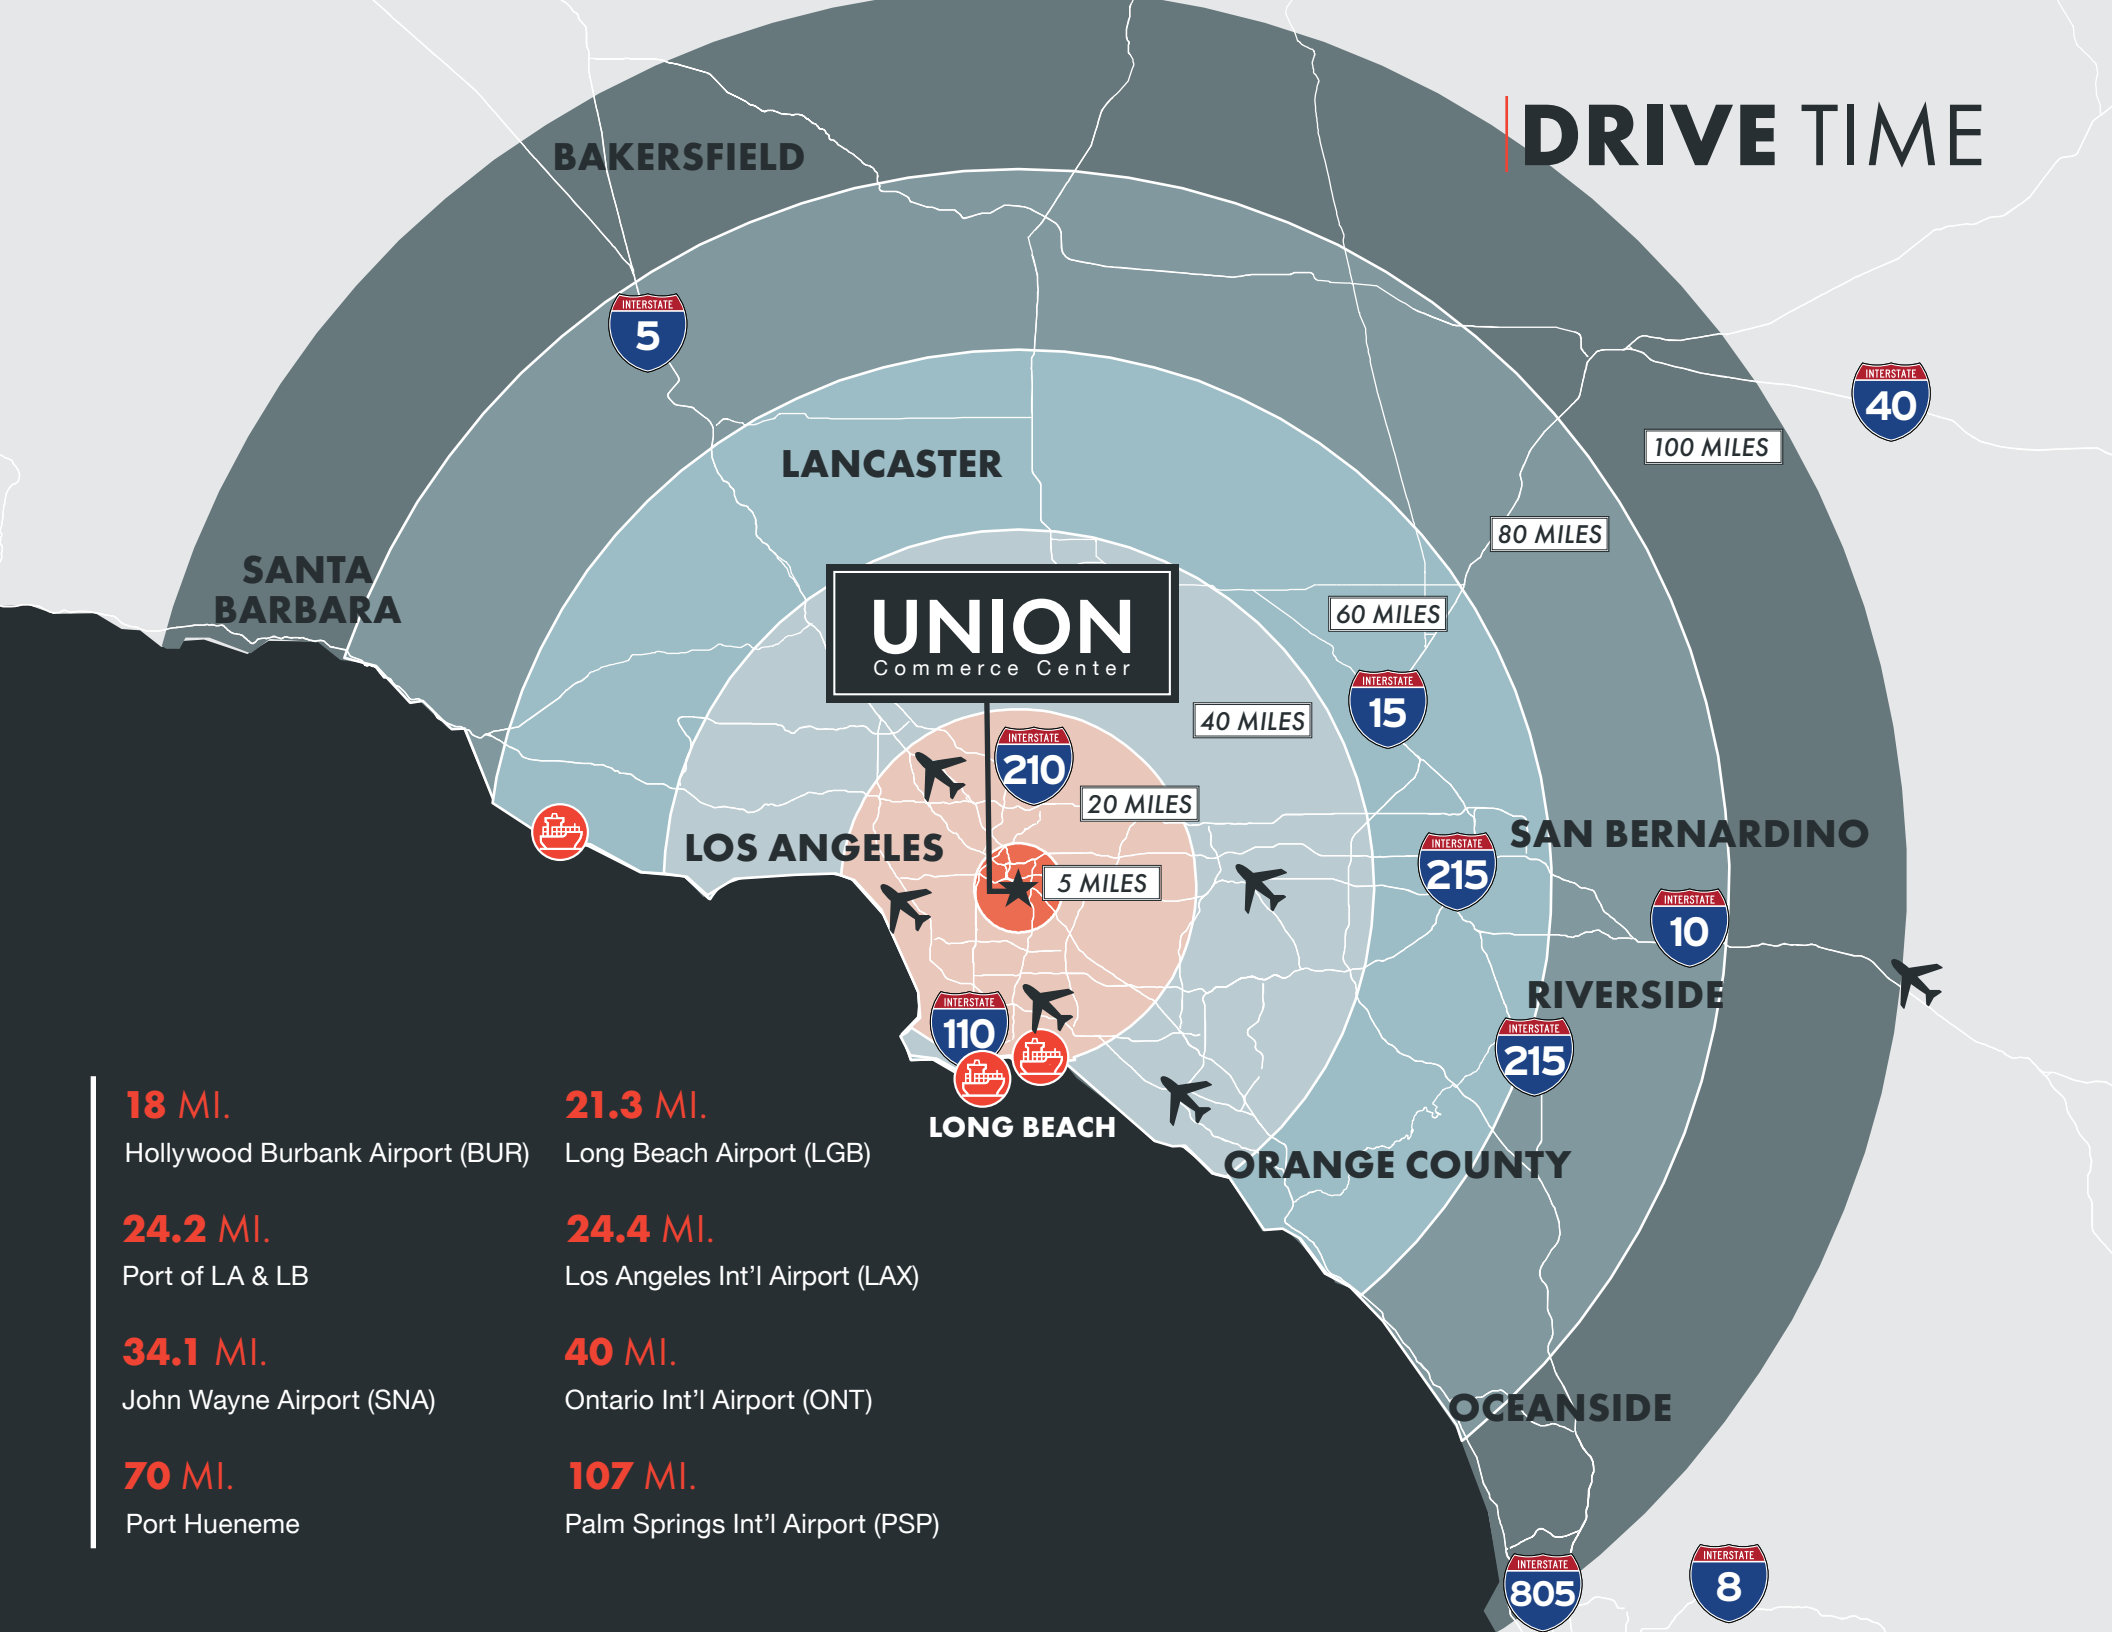 DRIVE TIME
BAKERSFIELD
INTERSTATE
5
INTERSTATE
40
100 MILES
LANCASTER
80 MILES
SANTA
BARBARA
60 MILES
UNION
Commerce Center
INTERSTATE
15
40 MILES
INTERSTATE
210
20 MILES
LOS ANGELES
SAN BERNARDINO
INTERSTATE
215
5 MILES
INTERSTATE
10
RIVERSIDE
INTERSTATE
110
INTERSTATE
215
LONG BEACH
ORANGE COUNTY
OCEANSIDE
INTERSTATE
805
INTERSTATE
8
18 MI.
Hollywood Burbank Airport (BUR)
21.3 MI.
Long Beach Airport (LGB)
24.2 MI.
Port of LA & LB
24.4 MI.
Los Angeles Int'l Airport (LAX)
34.1 MI.
John Wayne Airport (SNA)
40 MI.
Ontario Int'l Airport (ONT)
70 MI.
Port Hueneme
107 MI.
Palm Springs Int'l Airport (PSP)